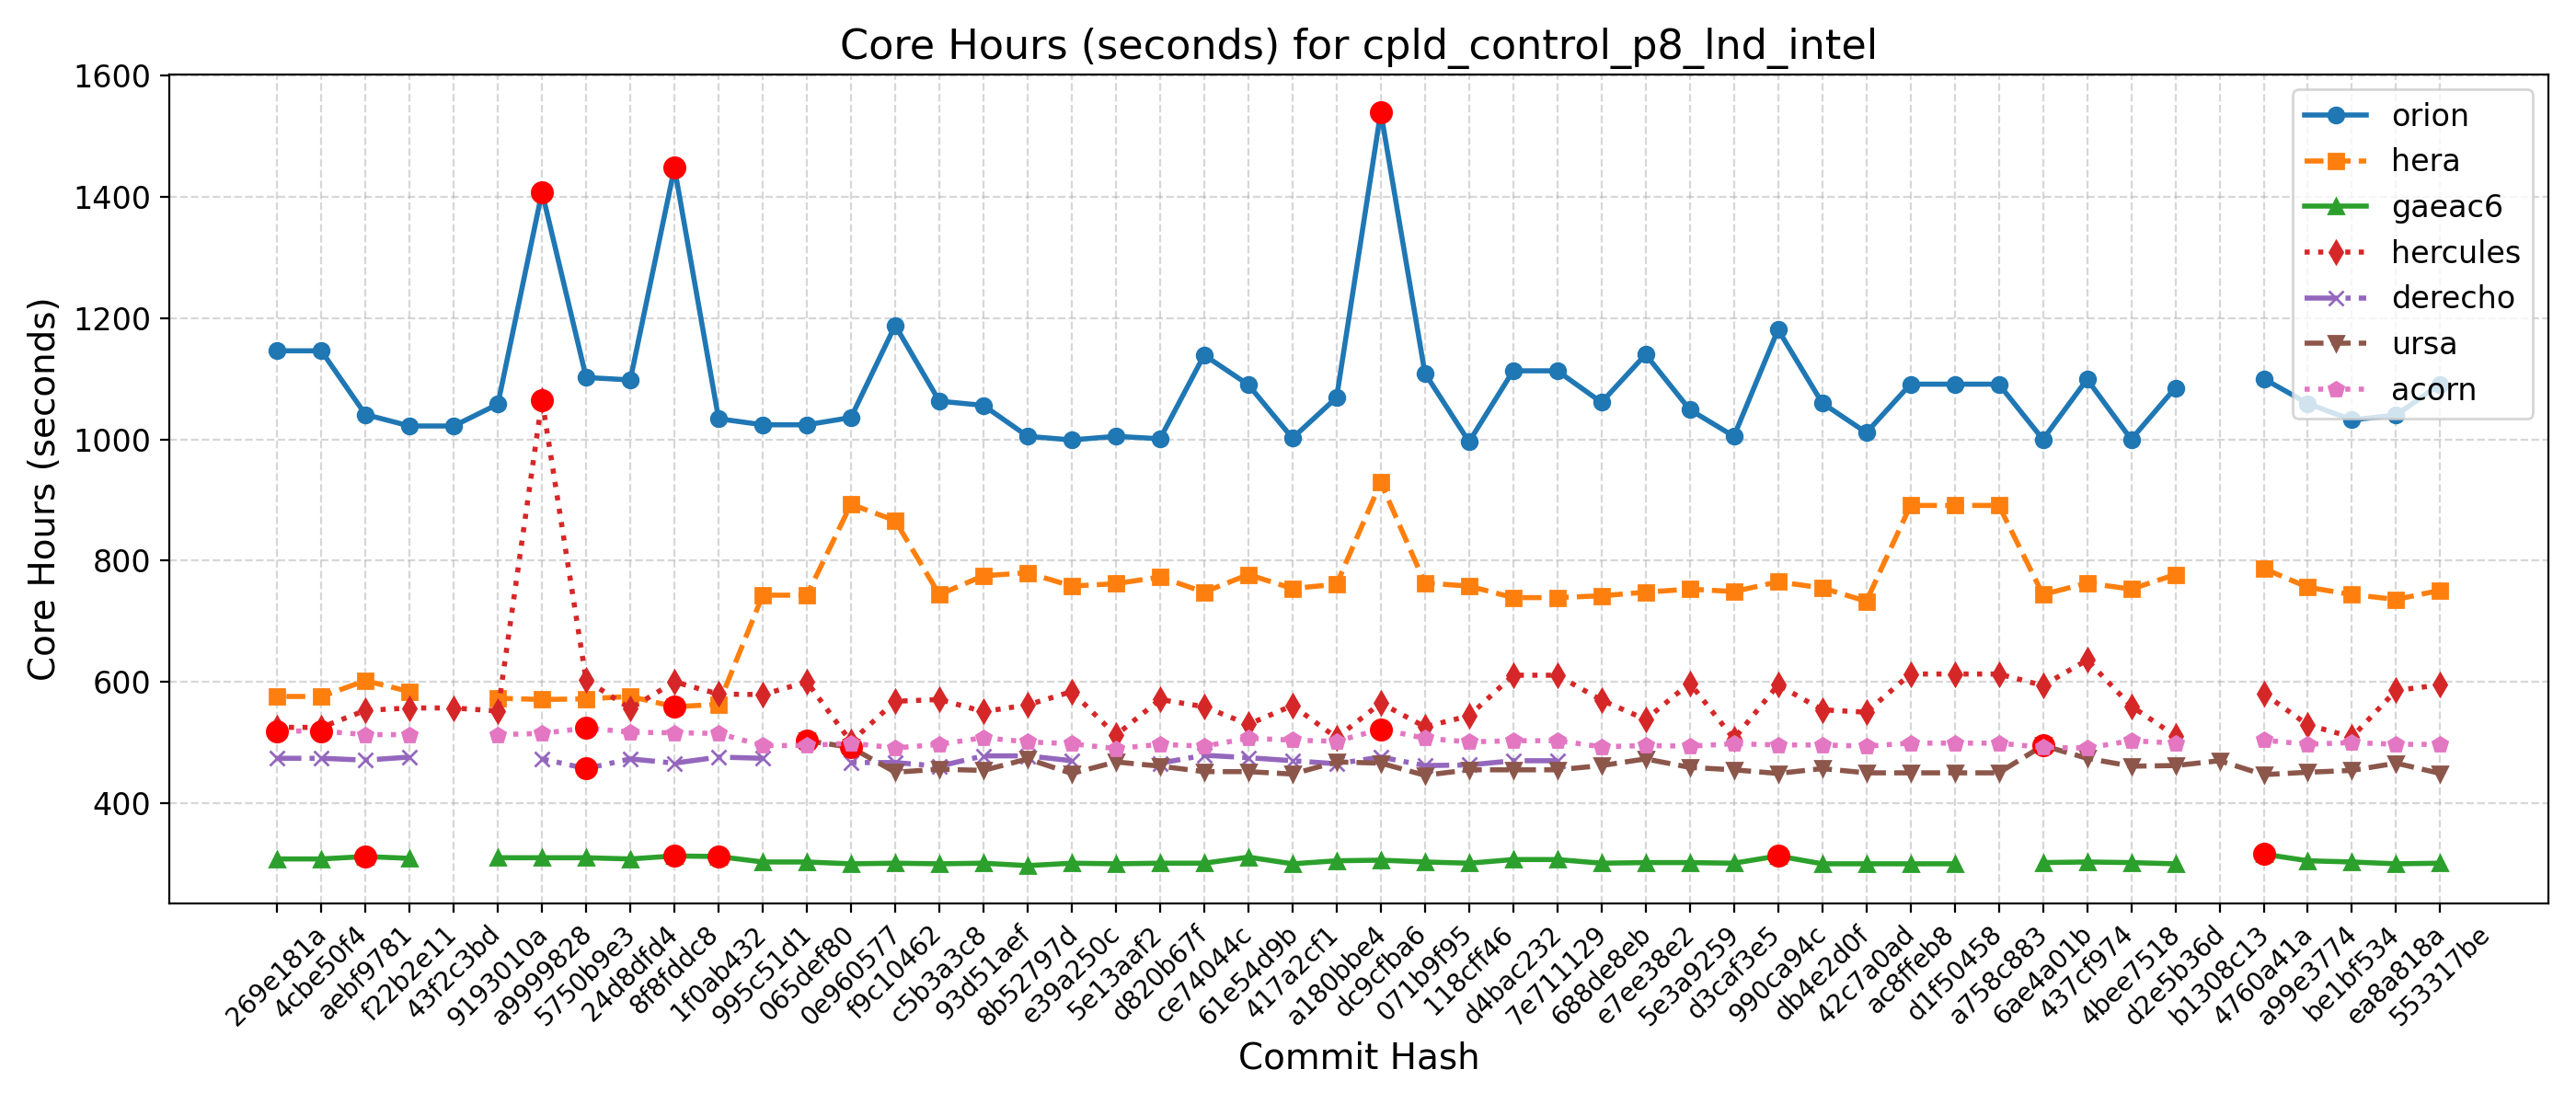 Core Hours (seconds) for cpld_control_p8_lnd_intel
Core Hours (seconds)
1600
1400
1200
1000
800
600
400
orion
hera
gaeac6
hercules
derecho
ursa
acorn
269e181a
4cbe50f4
aebf9781
f22b2e11
43f2c3bd
9193010a
a9999828
5750b9e3
24d8dfd4
8f8fddc8
1f0ab432
995c51d1
065def80
0e960577
f9c10462
c5b3a3c8
93d51aef
8b52797d
e39a250c
5e13aaf2
d820b67f
ce74044c
61e54d9b
417a2cf1
a180bbe4
dc9cfba6
071b9f95
118cff46
d4bac232
7e711129
688de8eb
e7ee38e2
5e3a9259
d3caf3e5
990ca94c
db4e2d0f
42c7a0ad
ac8ffeb8
d1f50458
a758c883
6ae4a01b
437cf974
4bee7518
d2e5b36d
b1308c13
4760a41a
a99e3774
be1bf534
ea8a818a
553317be
Commit Hash